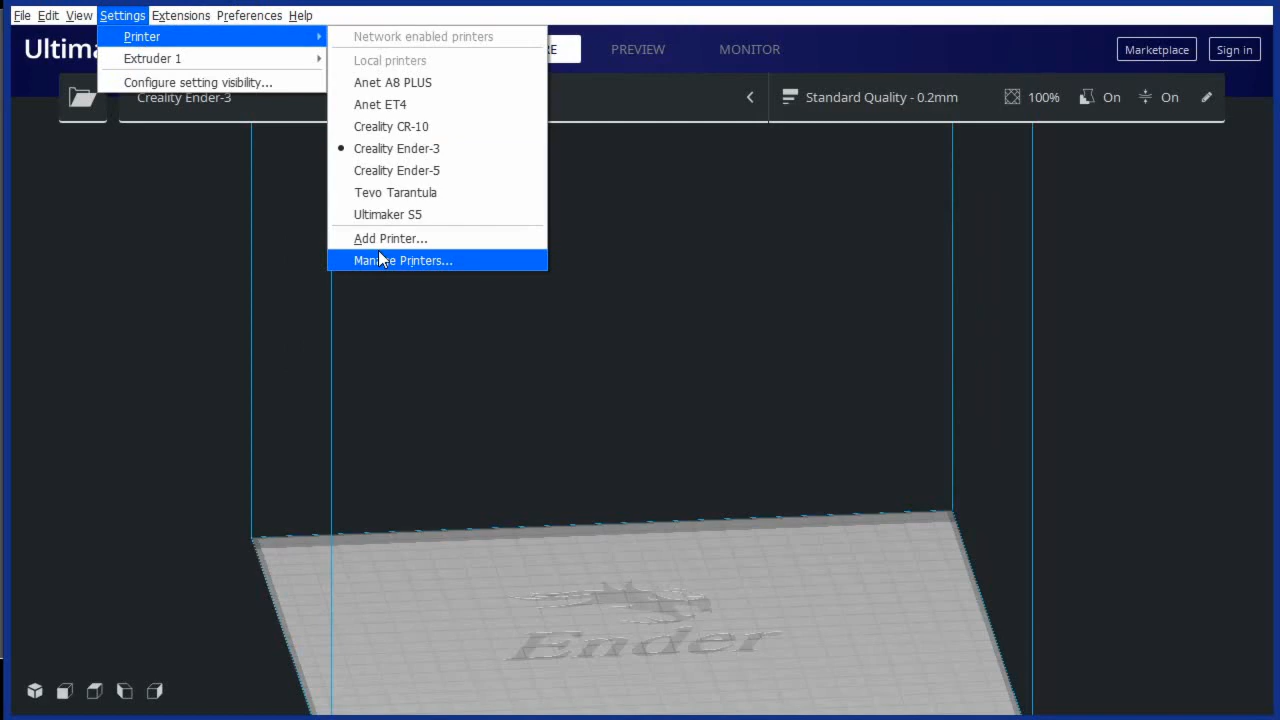 File Edit View Settings Extensions Preferences Help
Printer
Extruder 1
Configure setting visibility...
Network enabled printers
Local printers
Anet A8 PLUS
Anet ET4
Creality CR-10
Creality Ender-3
Creality Ender-5
Tevo Tarantula
Ultimaker S5
Add Printer...
Manage Printers...
PREVIEW MONITOR Marketplace Sign in
Creality Ender-3 Standard Quality - 0.2mm 100% On On
Ender